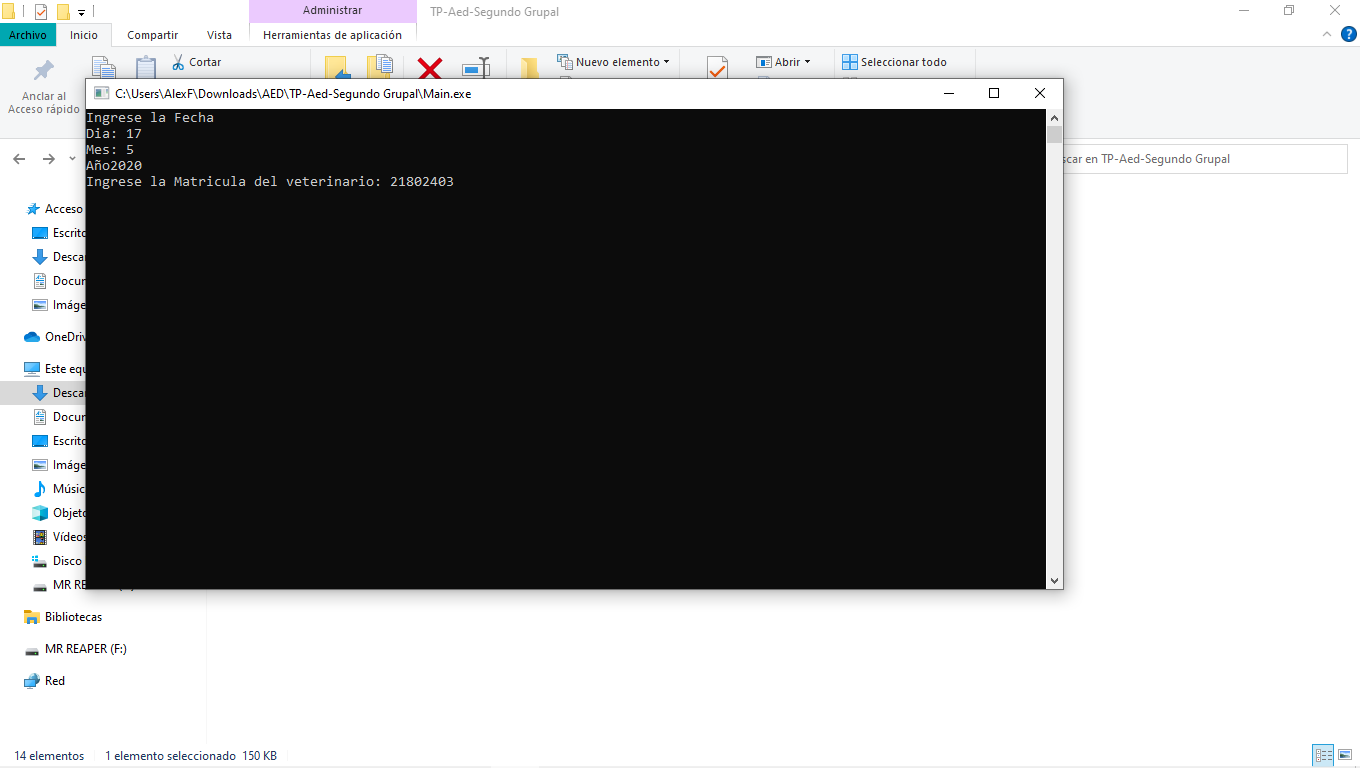 Administrar
TP-Aed-Segundo Grupal
Archivo
Inicio
Compartir
Vista
Herramientas de aplicación
Anclar al
Acceso rápido
Cortar
Nuevo elemento
Abrir
Seleccionar todo
C:\Users\AlexF\Downloads\AED\TP-Aed-Segundo Grupal\Main.exe
Ingrese la Fecha
Dia: 17
Mes: 5
Año2020
Ingrese la Matricula del veterinario: 21802403
scar en TP-Aed-Segundo Grupal
Acceso
Escrito
Descar
Docur
Imáge
OneDriv
Este equ
Descar
Docur
Escrito
Imáge
Músic
Objeto
Vídeos
Disco
MR RE
Bibliotecas
MR REAPER (F:)
Red
14 elementos
1 elemento seleccionado 150 KB